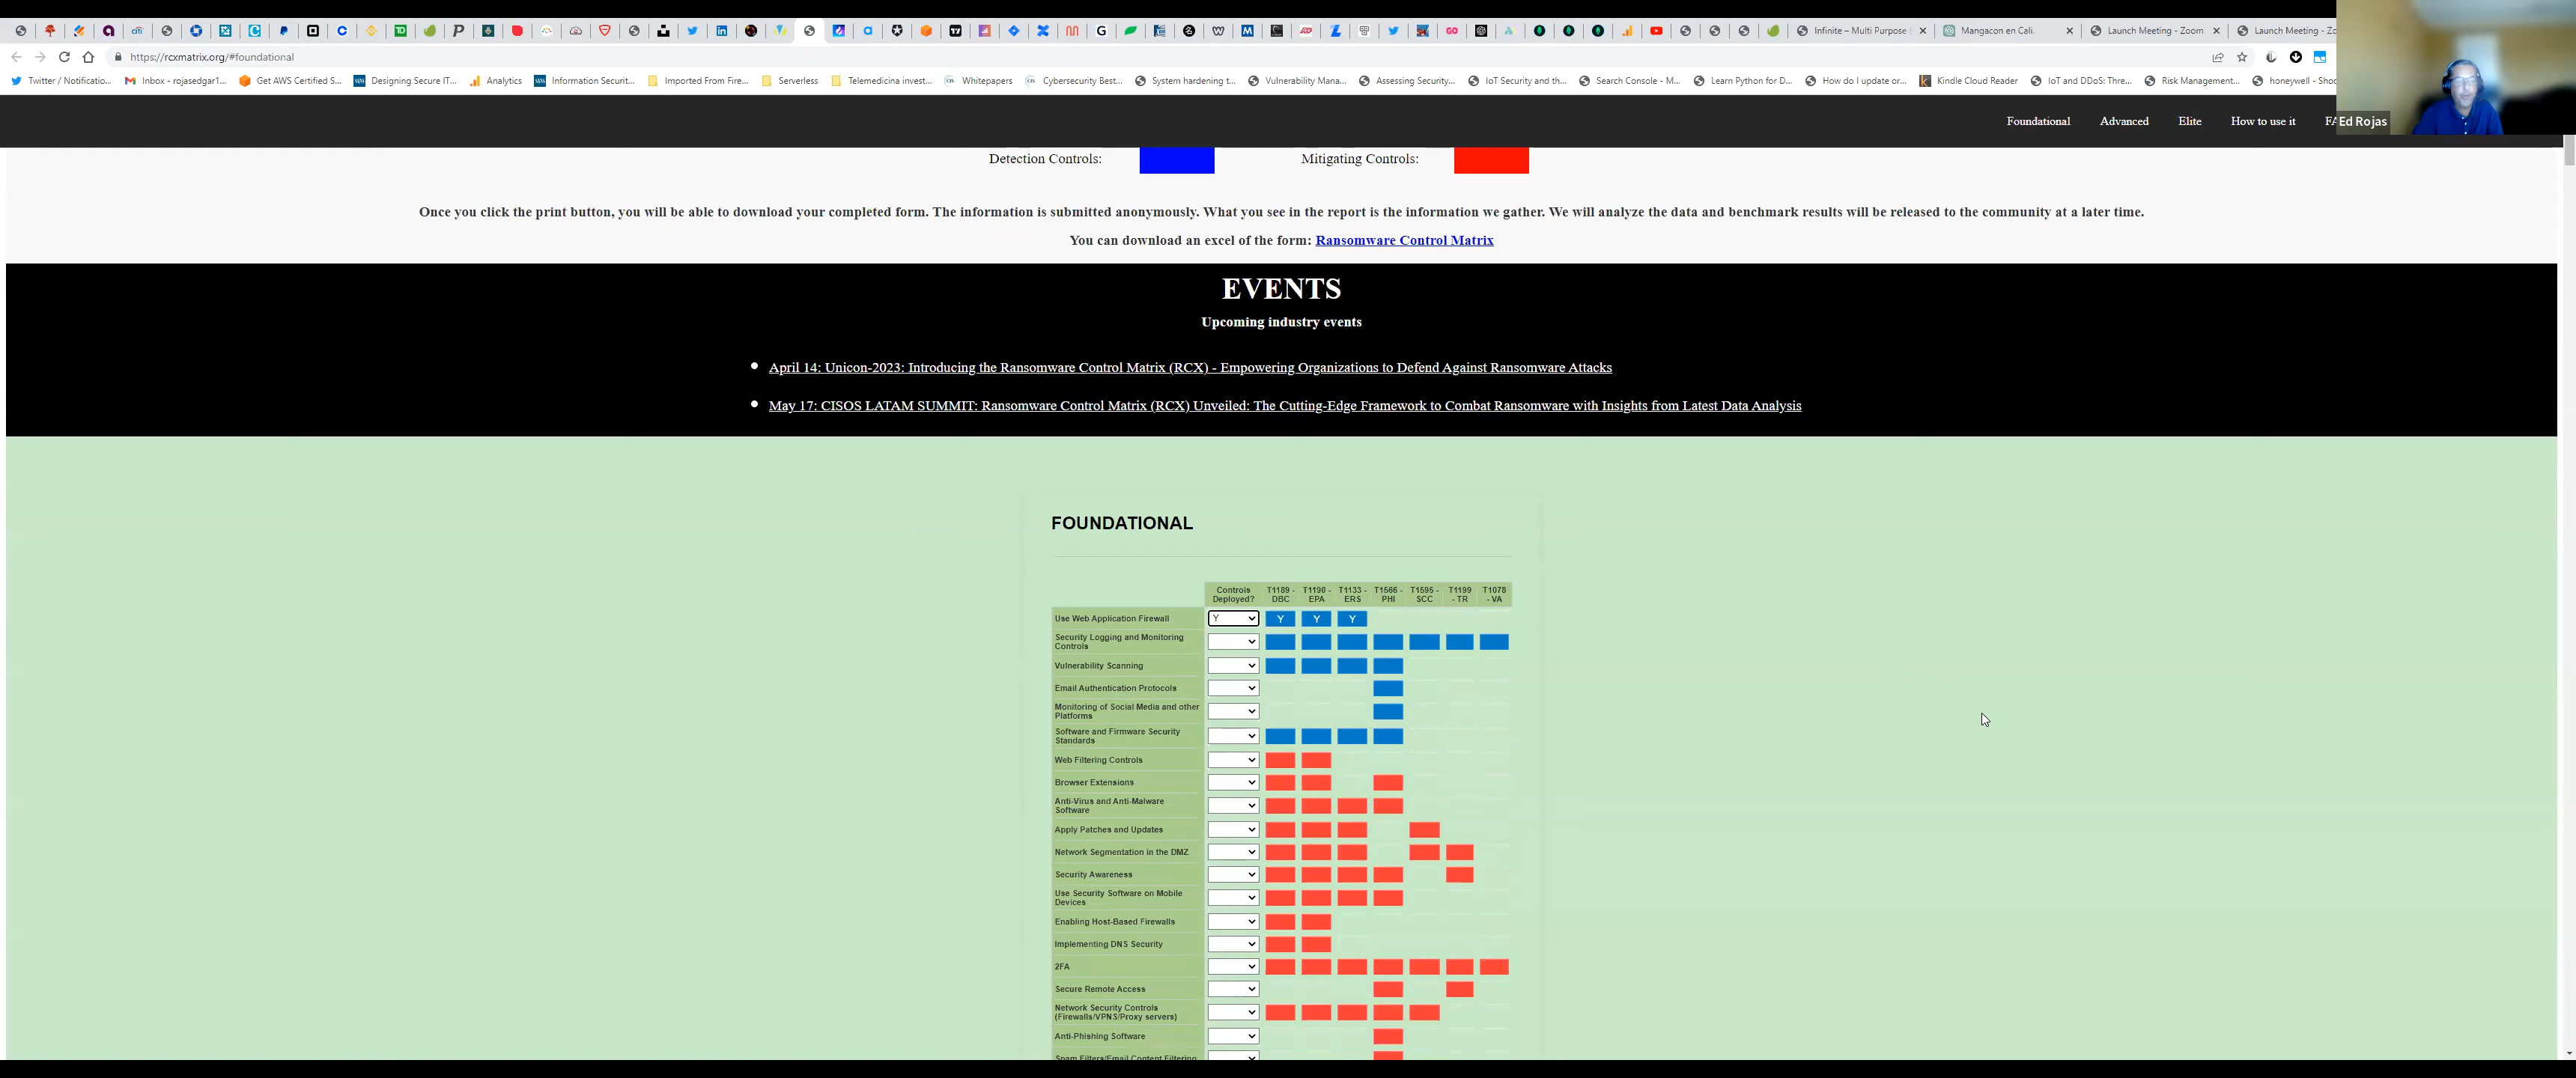 Infinite – Multi Purpose
Mangacon en Cali.
Launch Meeting - Zoom
Launch Meeting - Zo
https://rcxmatrix.org/#foundational
Twitter / Notificatio...
Inbox - rojasedgar1...
Get AWS Certified S...
Designing Secure IT...
Analytics
Information Securit...
Imported From Fire...
Serverless
Telemedicina invest...
Whitepapers
Cybersecurity Best...
System hardening t...
Vulnerability Mana...
Assessing Security...
IoT Security and th...
Search Console - M...
Learn Python for D...
How do I update or...
Kindle Cloud Reader
IoT and DDoS: Thre...
Risk Management...
honeywell - Shod
Foundational
Advanced
Elite
How to use it
FA
Ed Rojas
Detection Controls:
Mitigating Controls:
Once you click the print button, you will be able to download your completed form. The information is submitted anonymously. What you see in the report is the information we gather. We will analyze the data and benchmark results will be released to the community at a later time.
You can download an excel of the form: Ransomware Control Matrix
EVENTS
Upcoming industry events
April 14: Unicon-2023: Introducing the Ransomware Control Matrix (RCX) - Empowering Organizations to Defend Against Ransomware Attacks
May 17: CISOS LATAM SUMMIT: Ransomware Control Matrix (RCX) Unveiled: The Cutting-Edge Framework to Combat Ransomware with Insights from Latest Data Analysis
FOUNDATIONAL
Controls Deployed?
T1189 - DBC
T1190 - EPA
T1133 - ERS
T1566 - PHI
T1595 - SCC
T1199 - TR
T1078 - VA
Use Web Application Firewall
Y Y Y Y
Security Logging and Monitoring
Controls
Vulnerability Scanning
Email Authentication Protocols
Monitoring of Social Media and other
Platforms
Software and Firmware Security
Standards
Web Filtering Controls
Browser Extensions
Anti-Virus and Anti-Malware
Software
Apply Patches and Updates
Network Segmentation in the DMZ
Security Awareness
Use Security Software on Mobile
Devices
Enabling Host-Based Firewalls
Implementing DNS Security
2FA
Secure Remote Access
Network Security Controls
(Firewalls/VPNS/Proxy servers)
Anti-Phishing Software
Spam Filters/Email Content Filtering